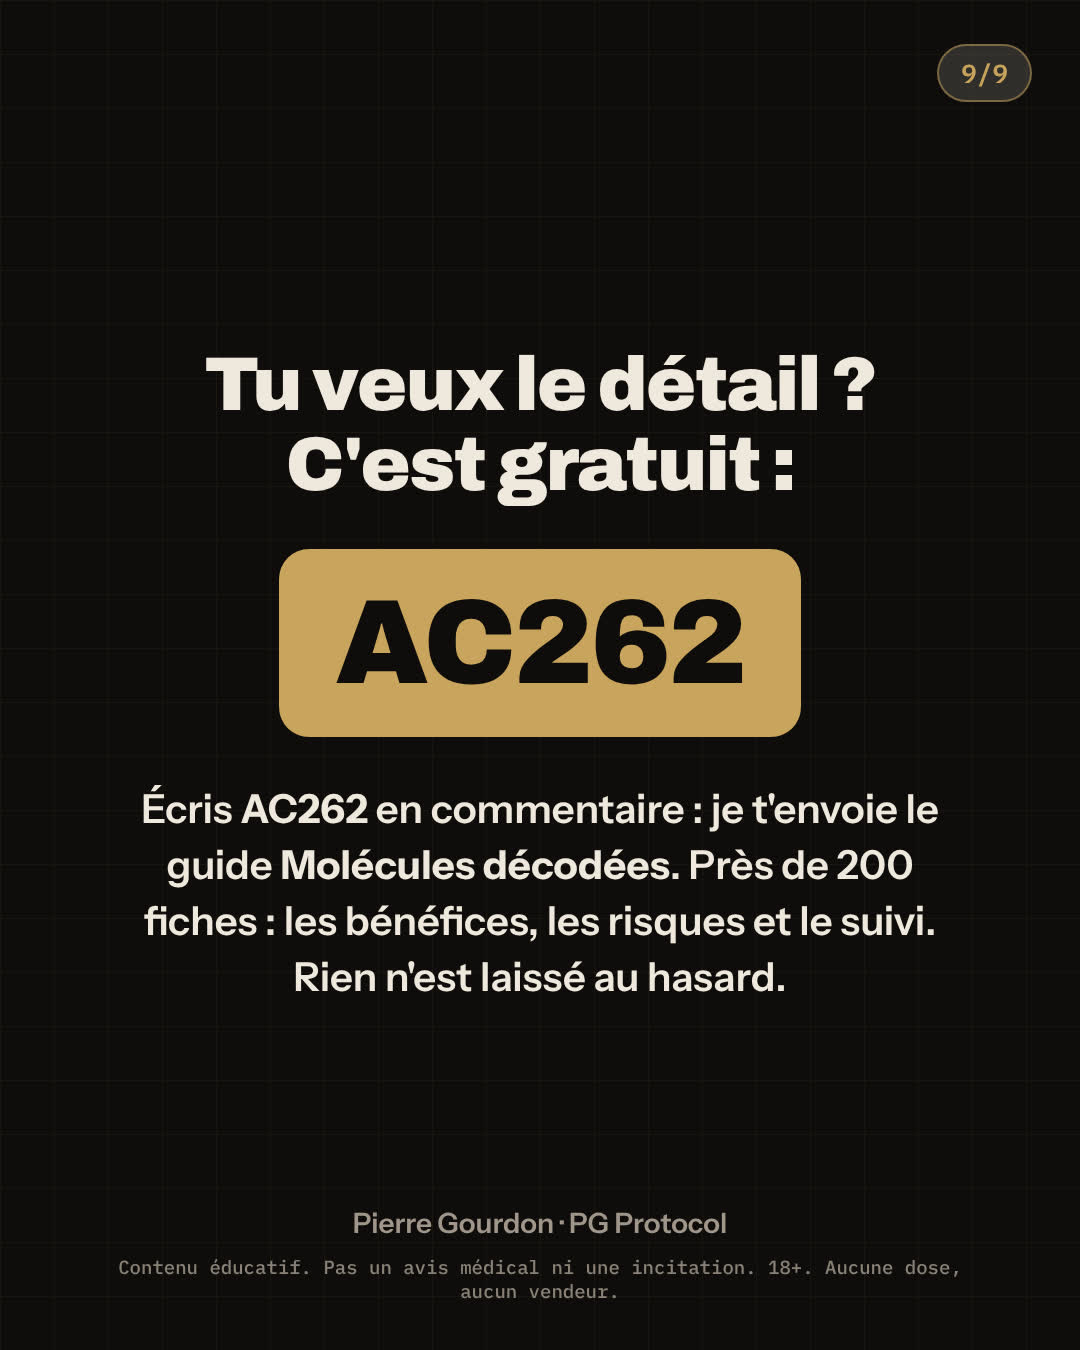 9/9
Tu veux le détail ?
C'est gratuit :
AC262
Écris AC262 en commentaire : je t'envoie le
guide Molécules décodées. Près de 200
fiches : les bénéfices, les risques et le suivi.
Rien n'est laissé au hasard.
Pierre Gourdon · PG Protocol
Contenu éducatif. Pas un avis médical ni une incitation. 18+. Aucune dose,
aucun vendeur.